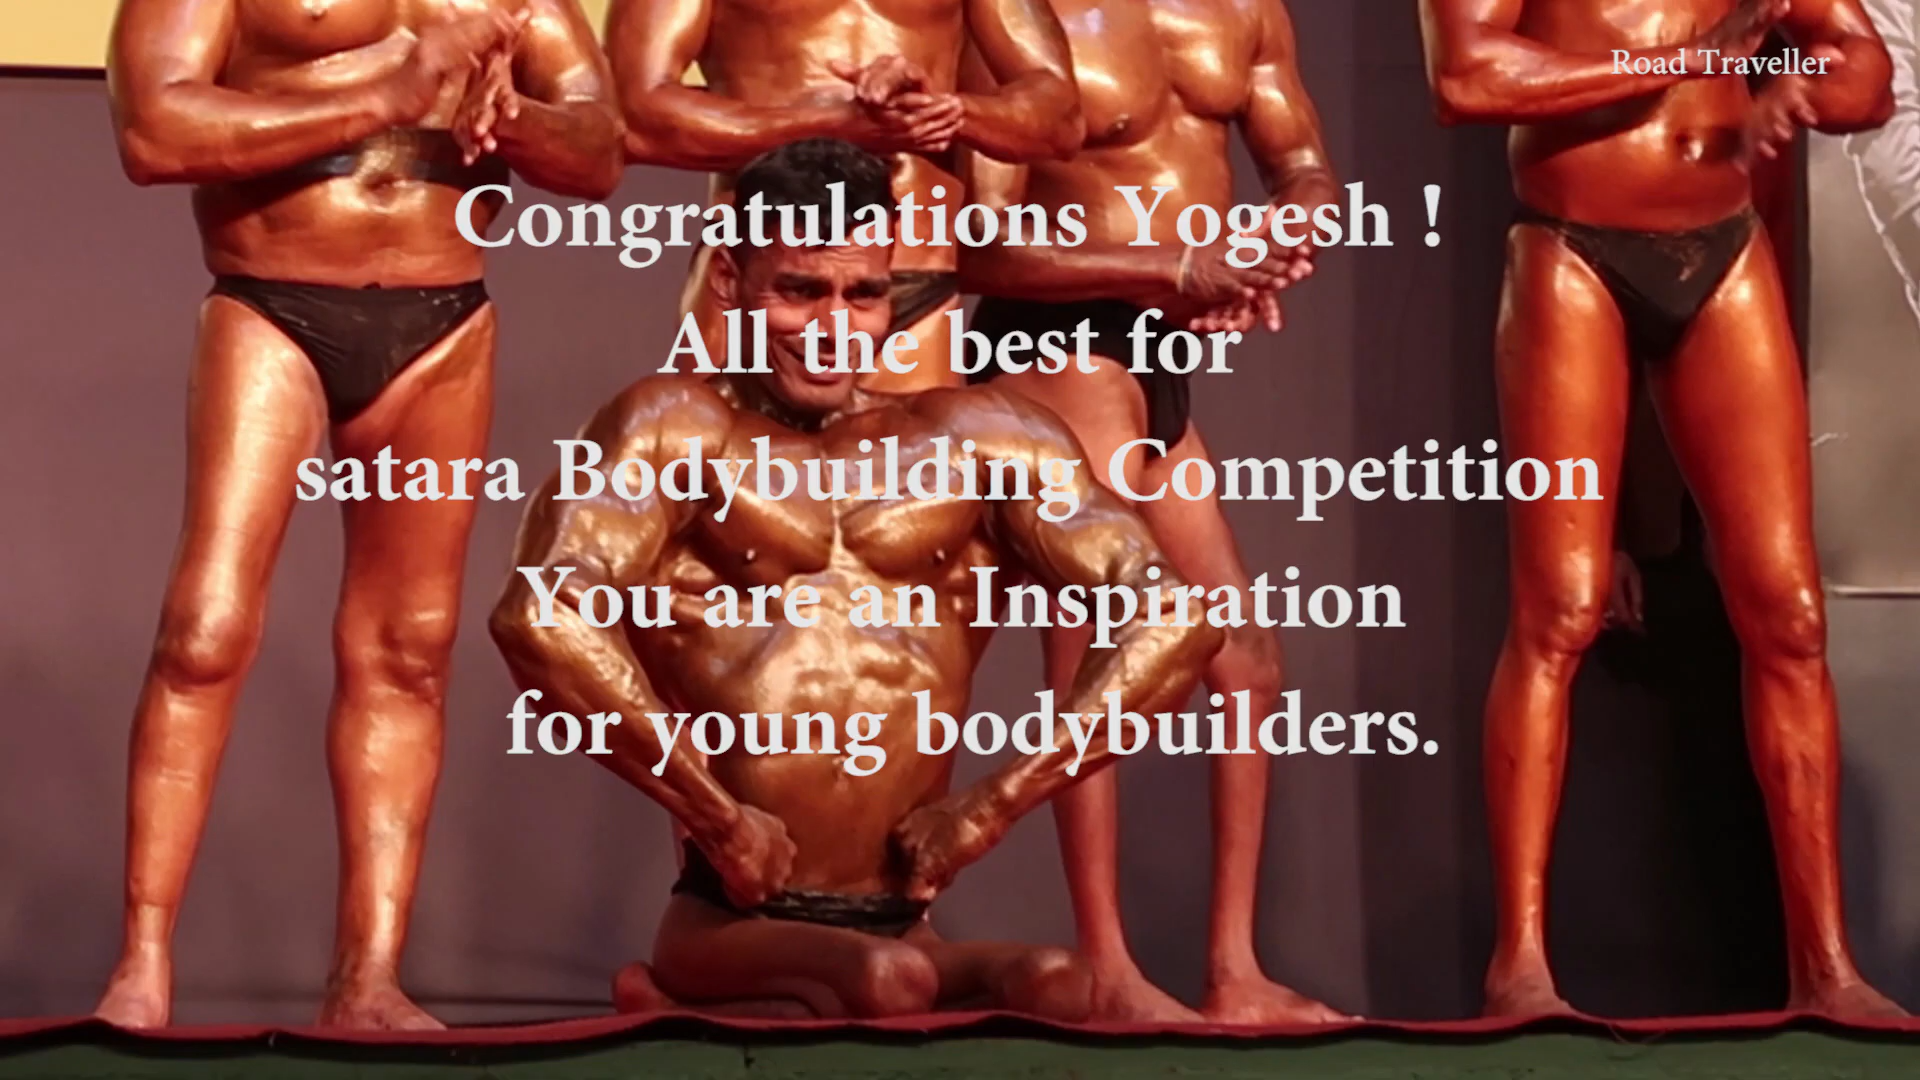 Road Traveller
Congratulations Yogesh !
All the best for
satara Bodybuilding Competition
You are an Inspiration
for young bodybuilders.